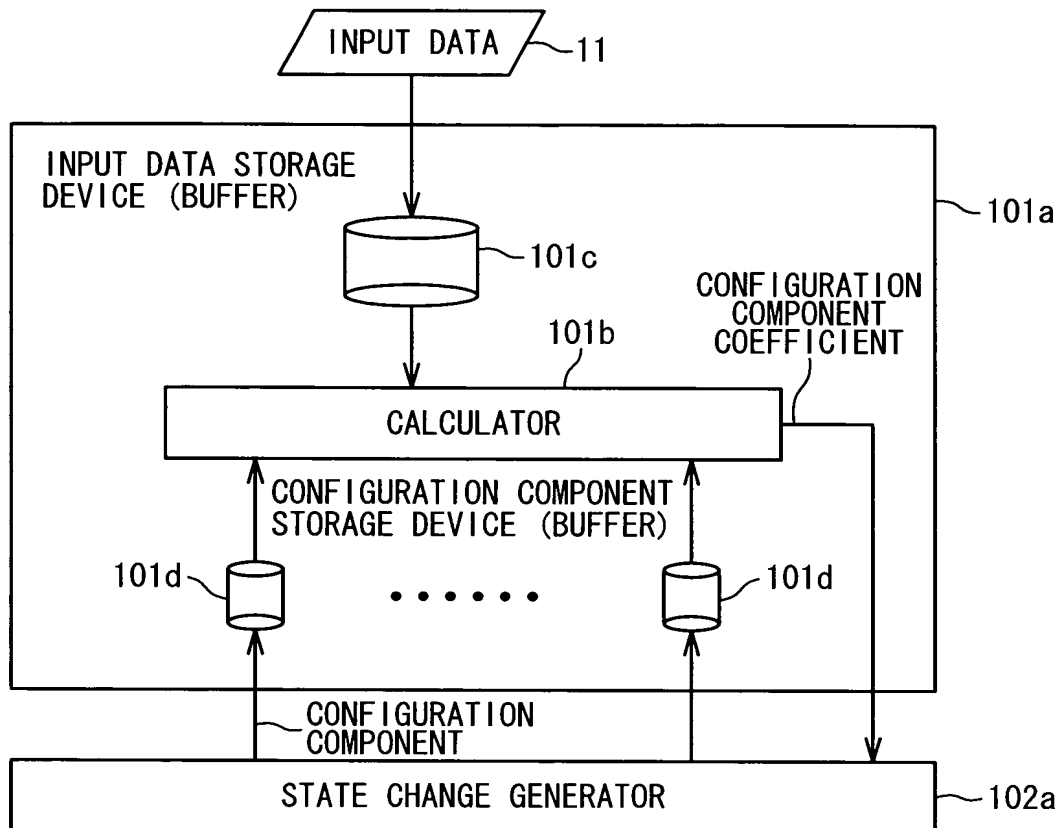 INPUT DATA
11
INPUT DATA STORAGE
DEVICE (BUFFER)
101a
101c
CONFIGURATION
COMPONENT
COEFFICIENT
101b
CALCULATOR
CONFIGURATION COMPONENT
STORAGE DEVICE (BUFFER)
101d
101d
CONFIGURATION
COMPONENT
STATE CHANGE GENERATOR
102a